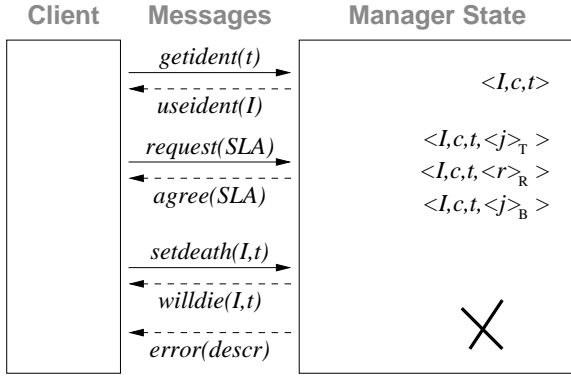 Client Messages Manager State
getident(t)
<I,c,t>
useident(I)
request(SLA)
<I,c,t,<j>T >
<I,c,t,<r>R >
agree(SLA)
<I,c,t,<j>B >
setdeath(I,t)
willdie(I,t)
error(descr)